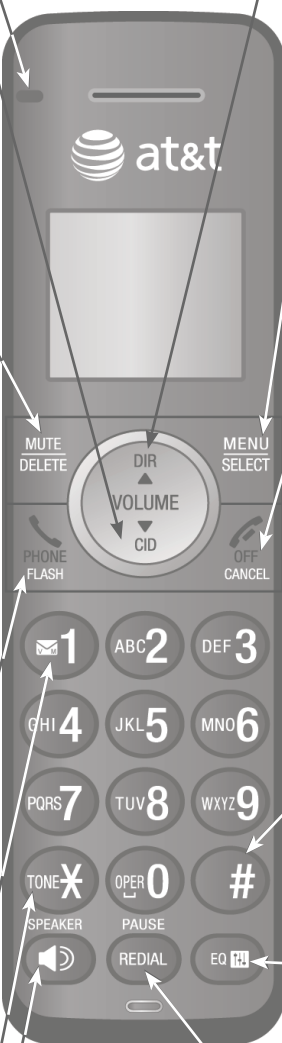 at&t
MUTE DELETE
DIR
MENU SELECT
VOLUME
CID
PHONE FLASH
OFF CANCEL
VM 1 ABC 2 DEF 3
GHI 4 JKL 5 MNO 6
PQRS 7 TUV 8 WXYZ 9
TONE * OPER 0 #
SPEAKER PAUSE
REDIAL EQ